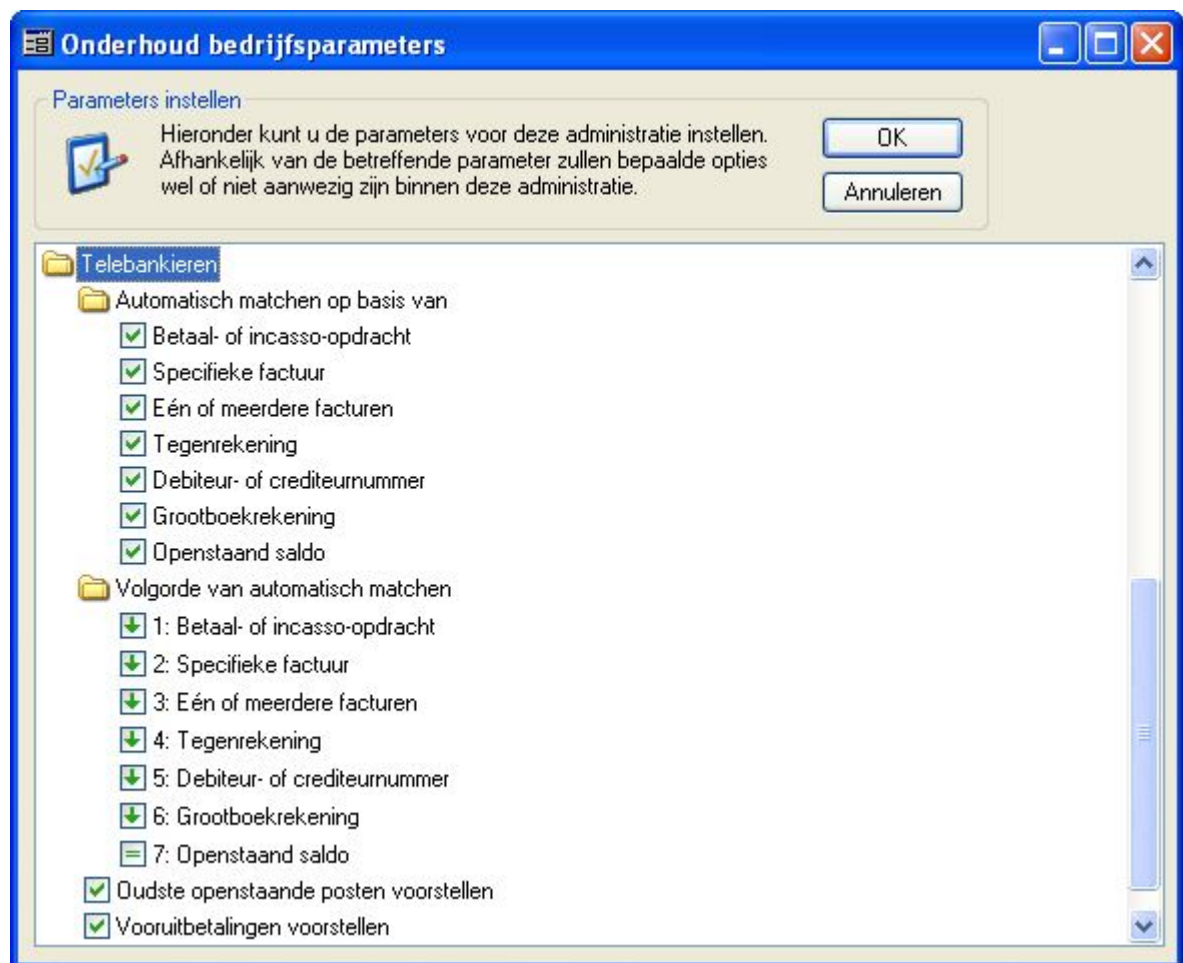 Onderhoud bedrijfsparameters
Parameters instellen
Hieronder kunt u de parameters voor deze administratie instellen.
Afhankelijk van de betreffende parameter zullen bepaalde opties
wel of niet aanwezig zijn binnen deze administratie.
OK
Annuleren
Telebankieren
Automatisch matchen op basis van
Betaal- of incasso-opdracht
Specifieke factuur
Eén of meerdere facturen
Tegenrekening
Debiteur- of crediteurnummer
Grootboekrekening
Openstaand saldo
Volgorde van automatisch matchen
1: Betaal- of incasso-opdracht
2: Specifieke factuur
3: Eén of meerdere facturen
4: Tegenrekening
5: Debiteur- of crediteurnummer
6: Grootboekrekening
7: Openstaand saldo
Oudste openstaande posten voorstellen
Vooruitbetalingen voorstellen